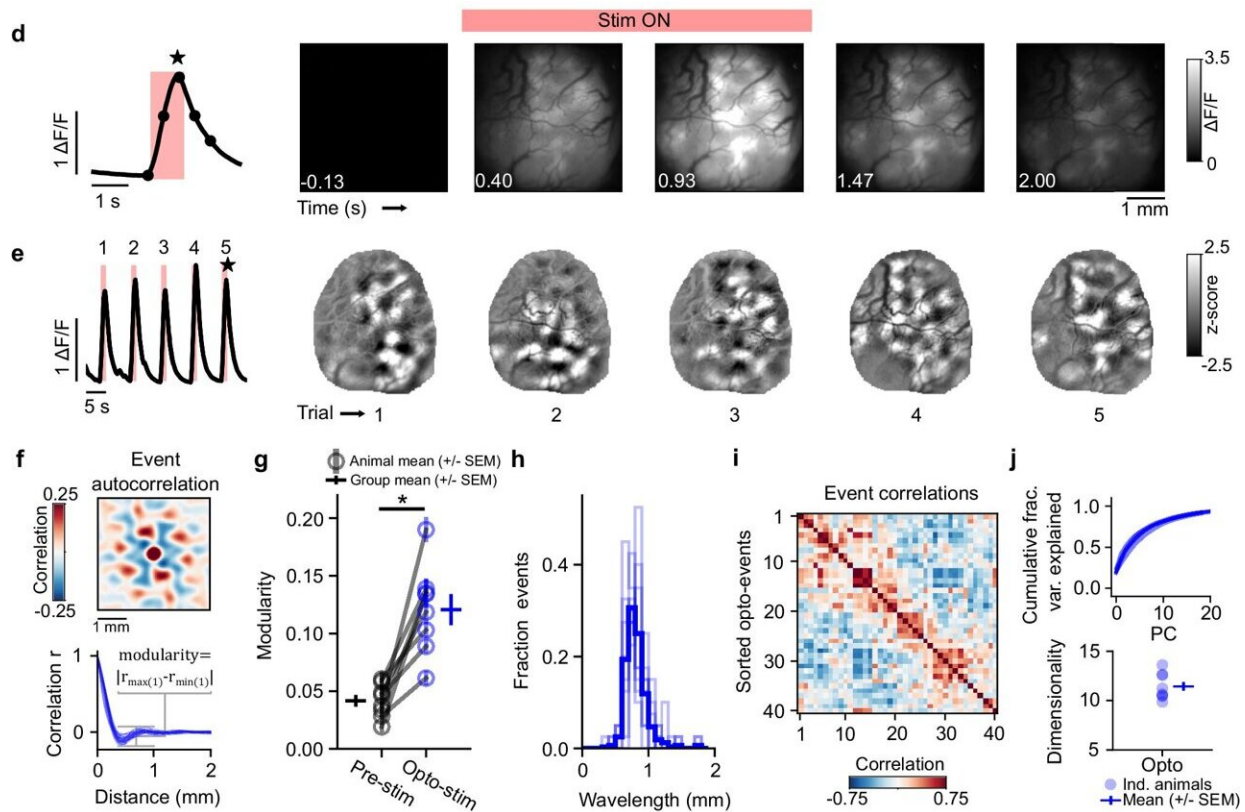 d
Stim ON
1 ΔF/F
1 s
-0.13
0.40
0.93
1.47
2.00
Time (s)
1 mm
3.5
0
ΔF/F
e
1 2 3 4 5
1 ΔF/F
5 s
Trial
1
2
3
4
5
2.5
-2.5
z-score
f
Event
autocorrelation
0.25
-0.25
Correlation
1 mm
modularity=
|rmax(1)-rmin(1)|
Correlation r
1
0
0 1 2
Distance (mm)
g
Animal mean (+/- SEM)
Group mean (+/- SEM)
*
Modularity
0.20
0.15
0.10
0.05
0.00
Pre-stim
Opto-stim
h
Fraction events
0.4
0.2
0.0
0 1 2
Wavelength (mm)
i
Event correlations
Sorted opto-events
1
10
20
30
40
1 10 20 30 40
Correlation
-0.75 0.75
j
Cumulative frac.
var. explained
1.0
0.5
0.0
0 10 20
PC
Dimensionality
15
10
5
Opto
Ind. animals
Mean (+/- SEM)